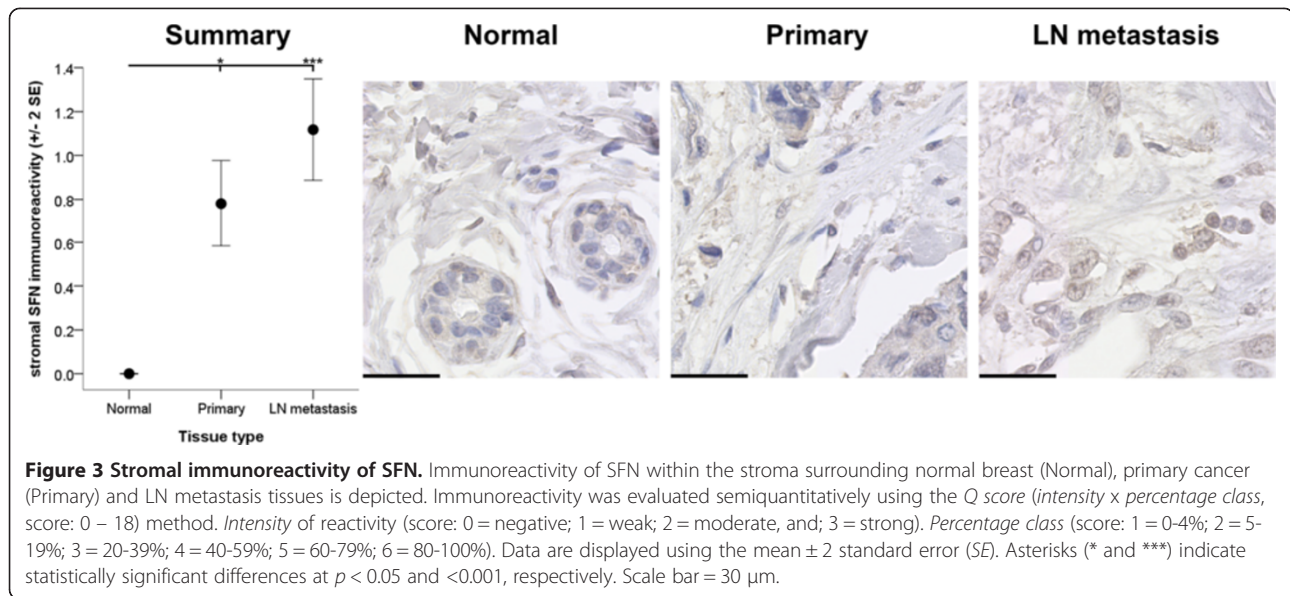 Summary
Normal
Primary
LN metastasis
* ***
stromal SFN immunoreactivity (+/- 2 SE)
1.4
1.2
1.0
0.8
0.6
0.4
0.2
0.0
Normal Primary LN metastasis
Tissue type
Figure 3 Stromal immunoreactivity of SFN. Immunoreactivity of SFN within the stroma surrounding normal breast (Normal), primary cancer
(Primary) and LN metastasis tissues is depicted. Immunoreactivity was evaluated semiquantitatively using the Q score (intensity x percentage class,
score: 0 – 18) method. Intensity of reactivity (score: 0 = negative; 1 = weak; 2 = moderate, and; 3 = strong). Percentage class (score: 1 = 0-4%; 2 = 5-
19%; 3 = 20-39%; 4 = 40-59%; 5 = 60-79%; 6 = 80-100%). Data are displayed using the mean ± 2 standard error (SE). Asterisks (* and ***) indicate
statistically significant differences at p < 0.05 and <0.001, respectively. Scale bar = 30 μm.